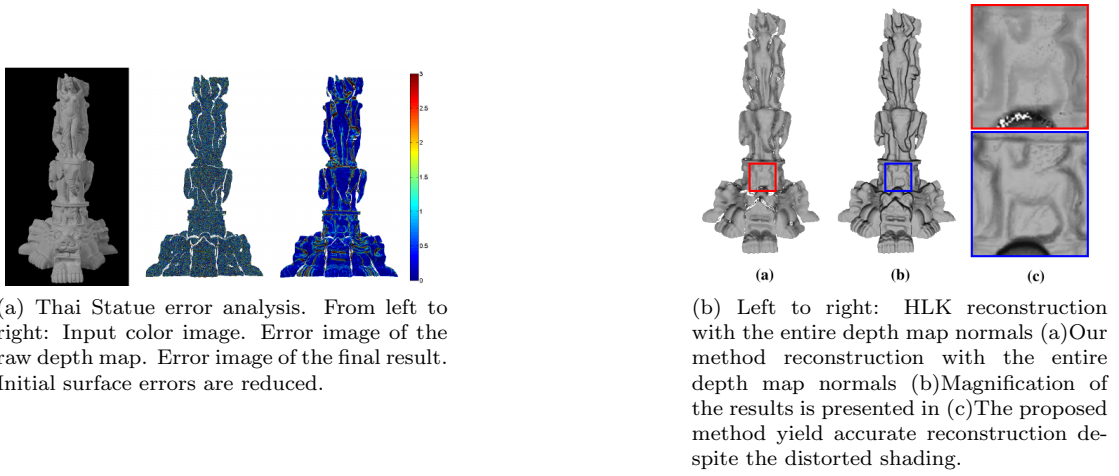 3
2.5
2
1.5
1
0.5
0
(a) Thai Statue error analysis. From left to
right: Input color image. Error image of the
raw depth map. Error image of the final result.
Initial surface errors are reduced.
(a)
(b)
(c)
(b) Left to right: HLK reconstruction
with the entire depth map normals (a)Our
method reconstruction with the entire
depth map normals (b)Magnification of
the results is presented in (c)The proposed
method yield accurate reconstruction de-
spite the distorted shading.